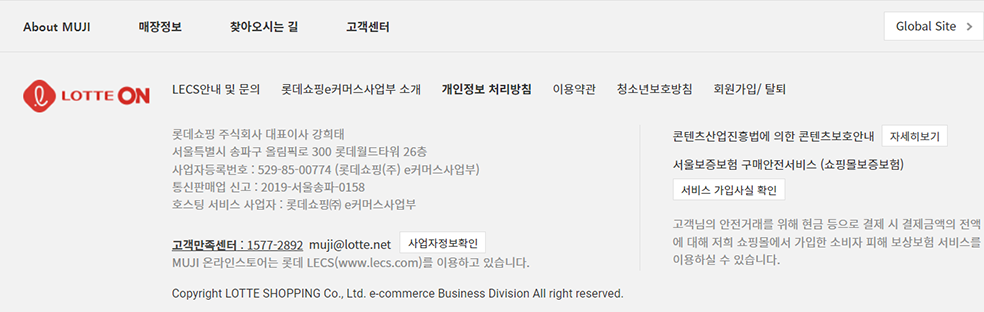 About MUJI 매장정보 찾아오시는 길 고객센터 Global Site
LOTTE ON
LECS안내 및 문의 롯데쇼핑e커머스사업부 소개 개인정보 처리방침 이용약관 청소년보호방침 회원가입/ 탈퇴
롯데쇼핑 주식회사 대표이사 강희태
서울특별시 송파구 올림픽로 300 롯데월드타워 26층
사업자등록번호 : 529-85-00774 (롯데쇼핑(주) e커머스사업부)
통신판매업 신고 : 2019-서울송파-0158
호스팅 서비스 사업자 : 롯데쇼핑㈜ e커머스사업부
고객만족센터 : 1577-2892 muji@lotte.net 사업자정보확인
MUJI 온라인스토어는 롯데 LECS(www.lecs.com)를 이용하고 있습니다.
콘텐츠산업진흥법에 의한 콘텐츠보호안내 자세히보기
서울보증보험 구매안전서비스 (쇼핑몰보증보험)
서비스 가입사실 확인
고객님의 안전거래를 위해 현금 등으로 결제 시 결제금액의 전액
에 대해 저희 쇼핑몰에서 가입한 소비자 피해 보상보험 서비스를
이용하실 수 있습니다.
Copyright LOTTE SHOPPING Co., Ltd. e-commerce Business Division All right reserved.